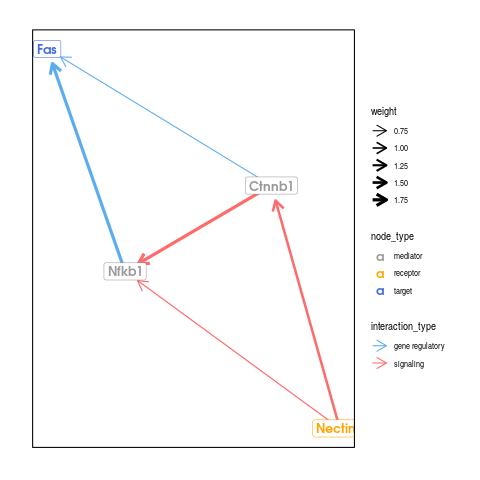 Fas
Ctnnb1
Nfkb1
Nectin
weight
0.75
1.00
1.25
1.50
1.75
node_type
a mediator
a receptor
a target
interaction_type
gene regulatory
signaling